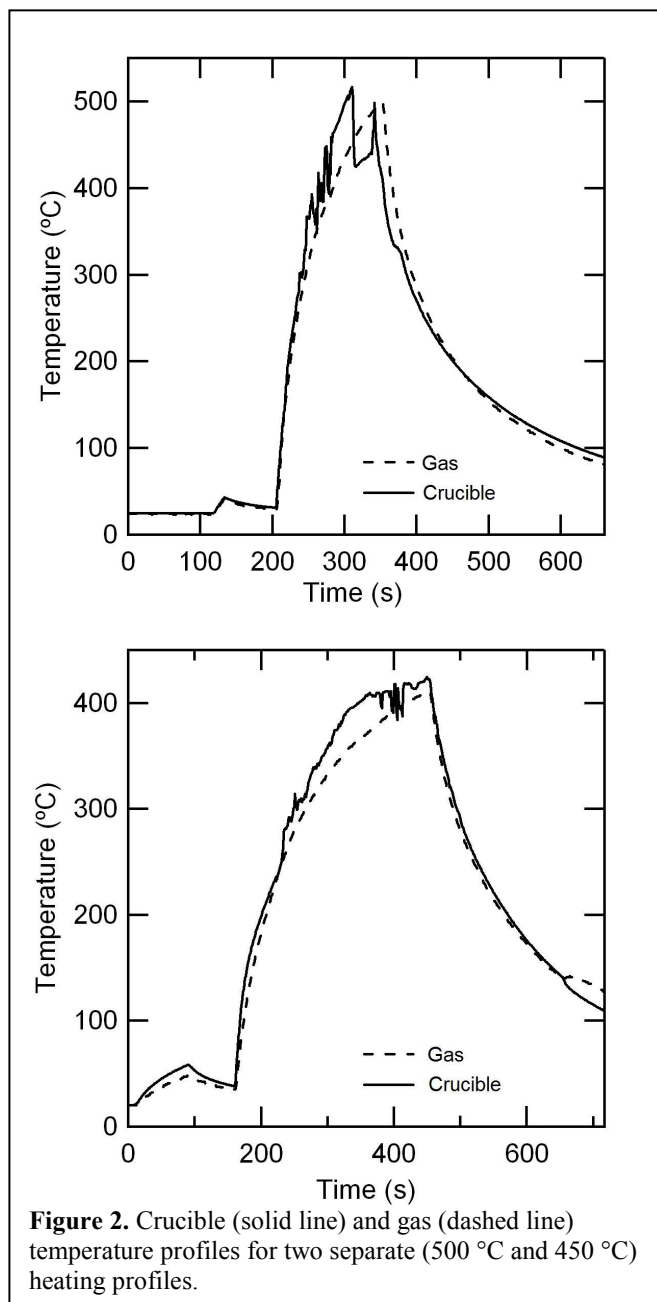 500
400
300
200
100
0
Temperature (ºC)
Gas
Crucible
0 100 200 300 400 500 600
Time (s)
400
300
200
100
0
Temperature (ºC)
Gas
Crucible
0 200 400 600
Time (s)
Figure 2. Crucible (solid line) and gas (dashed line)
temperature profiles for two separate (500 °C and 450 °C)
heating profiles.